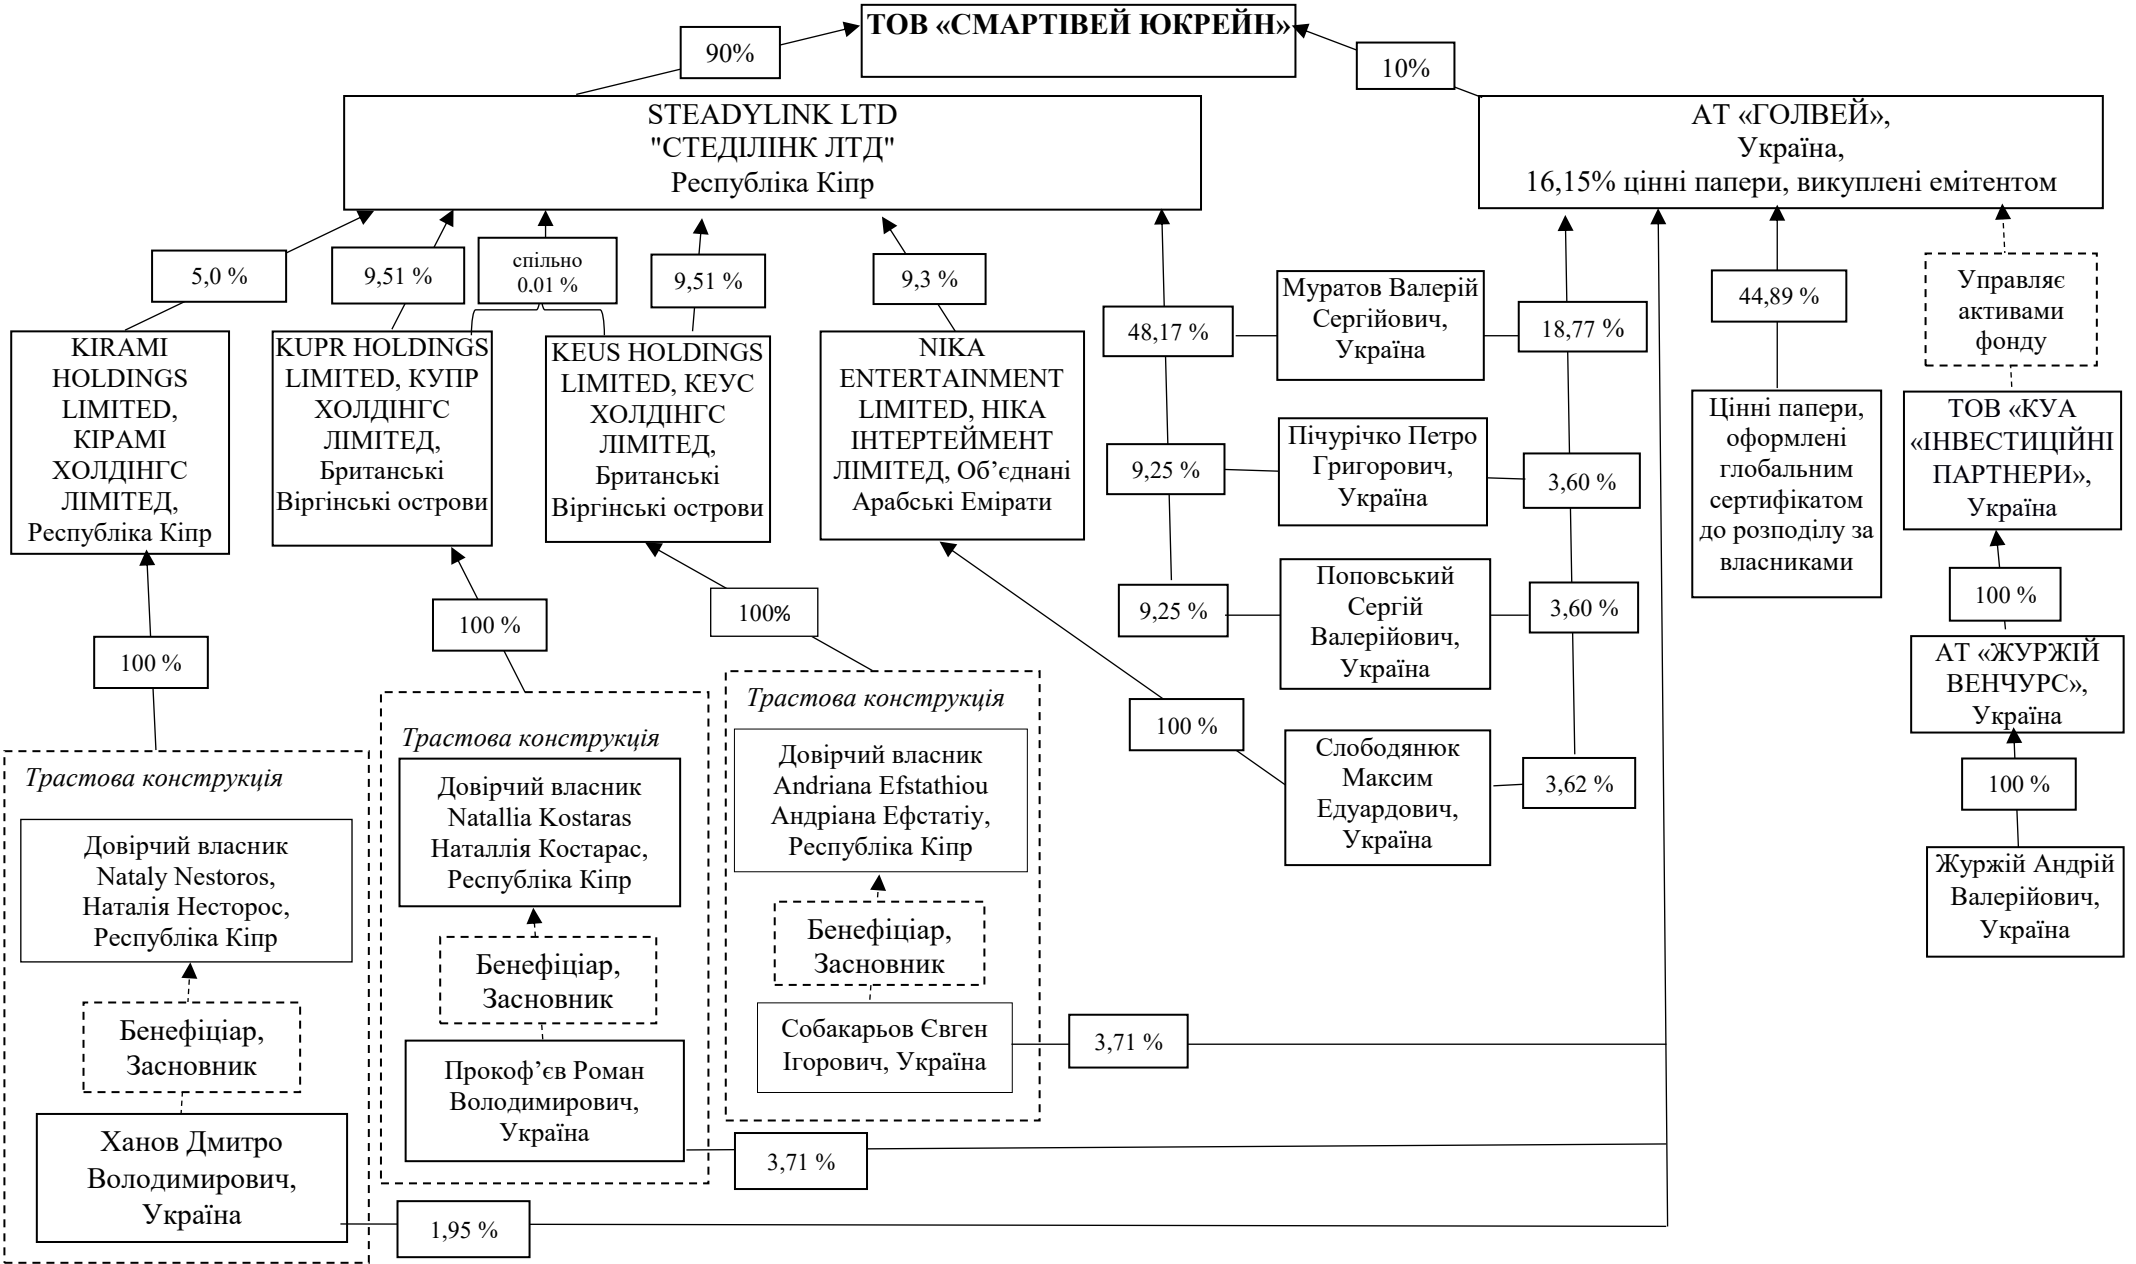 ТОВ «СМАРТІВЕЙ ЮКРЕЙН»
90%
10%
STEADYLINK LTD
"СТЕДІЛІНК ЛТД"
Республіка Кіпр
АТ «ГОЛВЕЙ»,
Україна,
16,15% цінні папери, викуплені емітентом
5,0 %
9,51 %
спільно
0,01 %
9,51 %
9,3 %
48,17 %
Муратов Валерій
Сергійович,
Україна
18,77 %
44,89 %
Управляє
активами
фонду
KIRAMI
HOLDINGS
LIMITED,
КІРАМІ
ХОЛДІНГС
ЛІМІТЕД,
Республіка Кіпр
KUPR HOLDINGS
LIMITED, КУПР
ХОЛДІНГС
ЛІМІТЕД,
Британські
Віргінські острови
KEUS HOLDINGS
LIMITED, КЕУС
ХОЛДІНГС
ЛІМІТЕД,
Британські
Віргінські острови
NIKA
ENTERTAINMENT
LIMITED, НІКА
ІНТЕРТЕЙМЕНТ
ЛІМІТЕД, Об’єднані
Арабські Емірати
9,25 %
Пічурічко Петро
Григорович,
Україна
3,60 %
Цінні папери,
оформлені
глобальним
сертифікатом
до розподілу за
власниками
ТОВ «КУА
«ІНВЕСТИЦІЙНІ
ПАРТНЕРИ»,
Україна
9,25 %
Поповський
Сергій
Валерійович,
Україна
3,60 %
100 %
АТ «ЖУРЖІЙ
ВЕНЧУРС»,
Україна
100 %
100 %
100%
100 %
Слободянюк
Максим
Едуардович,
Україна
3,62 %
100 %
Журжій Андрій
Валерійович,
Україна
Трастова конструкція
Довірчий власник
Nataly Nestoros,
Наталія Несторос,
Республіка Кіпр
Бенефіціар,
Засновник
Ханов Дмитро
Володимирович,
Україна
1,95 %
Трастова конструкція
Довірчий власник
Natallia Kostaras
Наталлія Костарас,
Республіка Кіпр
Бенефіціар,
Засновник
Прокоф’єв Роман
Володимирович,
Україна
3,71 %
Трастова конструкція
Довірчий власник
Andriana Efstathiou
Андріана Ефстатіу,
Республіка Кіпр
Бенефіціар,
Засновник
Собакарьов Євген
Ігорович, Україна
3,71 %